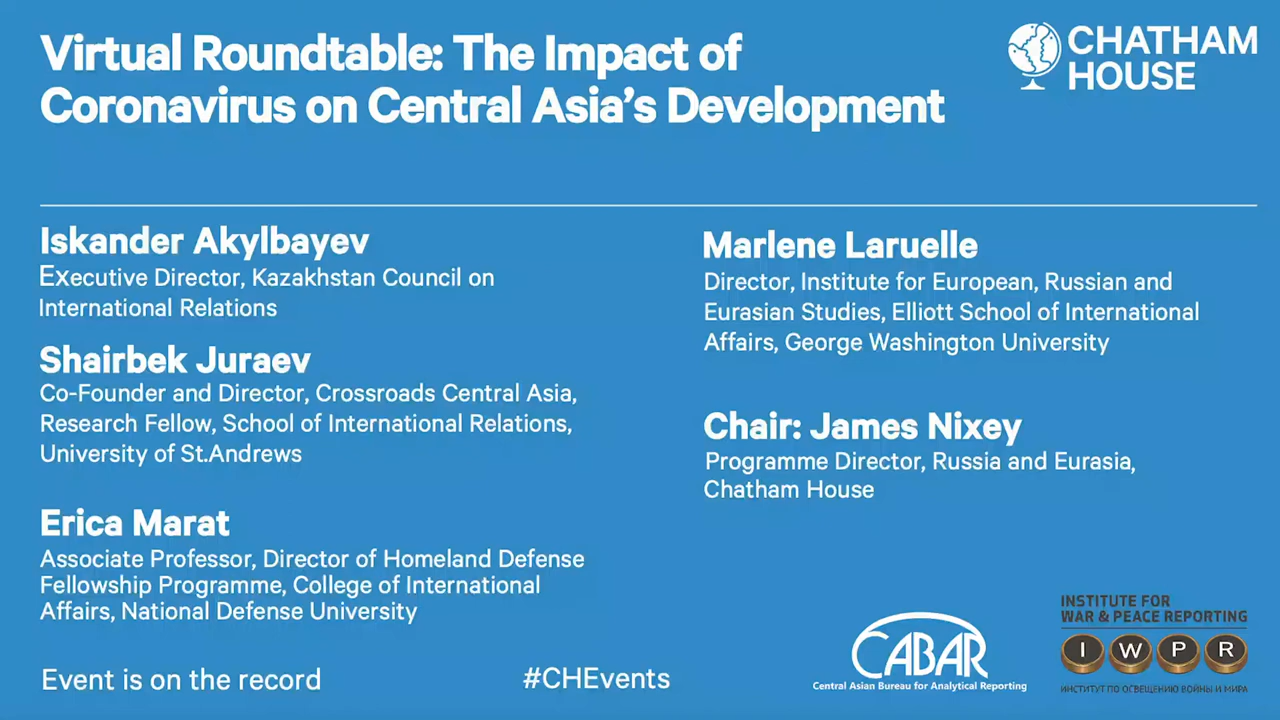 Virtual Roundtable: The Impact of
Coronavirus on Central Asia's Development
CHATHAM
HOUSE
Iskander Akylbayev
Executive Director, Kazakhstan Council on
International Relations
Shairbek Juraev
Co-Founder and Director, Crossroads Central Asia,
Research Fellow, School of International Relations,
University of St.Andrews
Erica Marat
Associate Professor, Director of Homeland Defense
Fellowship Programme, College of International
Affairs, National Defense University
Marlene Laruelle
Director, Institute for European, Russian and
Eurasian Studies, Elliott School of International
Affairs, George Washington University
Chair: James Nixey
Programme Director, Russia and Eurasia,
Chatham House
Event is on the record
#CHEvents
CABAR
Central Asian Bureau for Analytical Reporting
INSTITUTE FOR
WAR & PEACE REPORTING
I W P R
ИНСТИТУТ ПО ОСВЕЩЕНИЮ ВОЙНЫ И МИРА